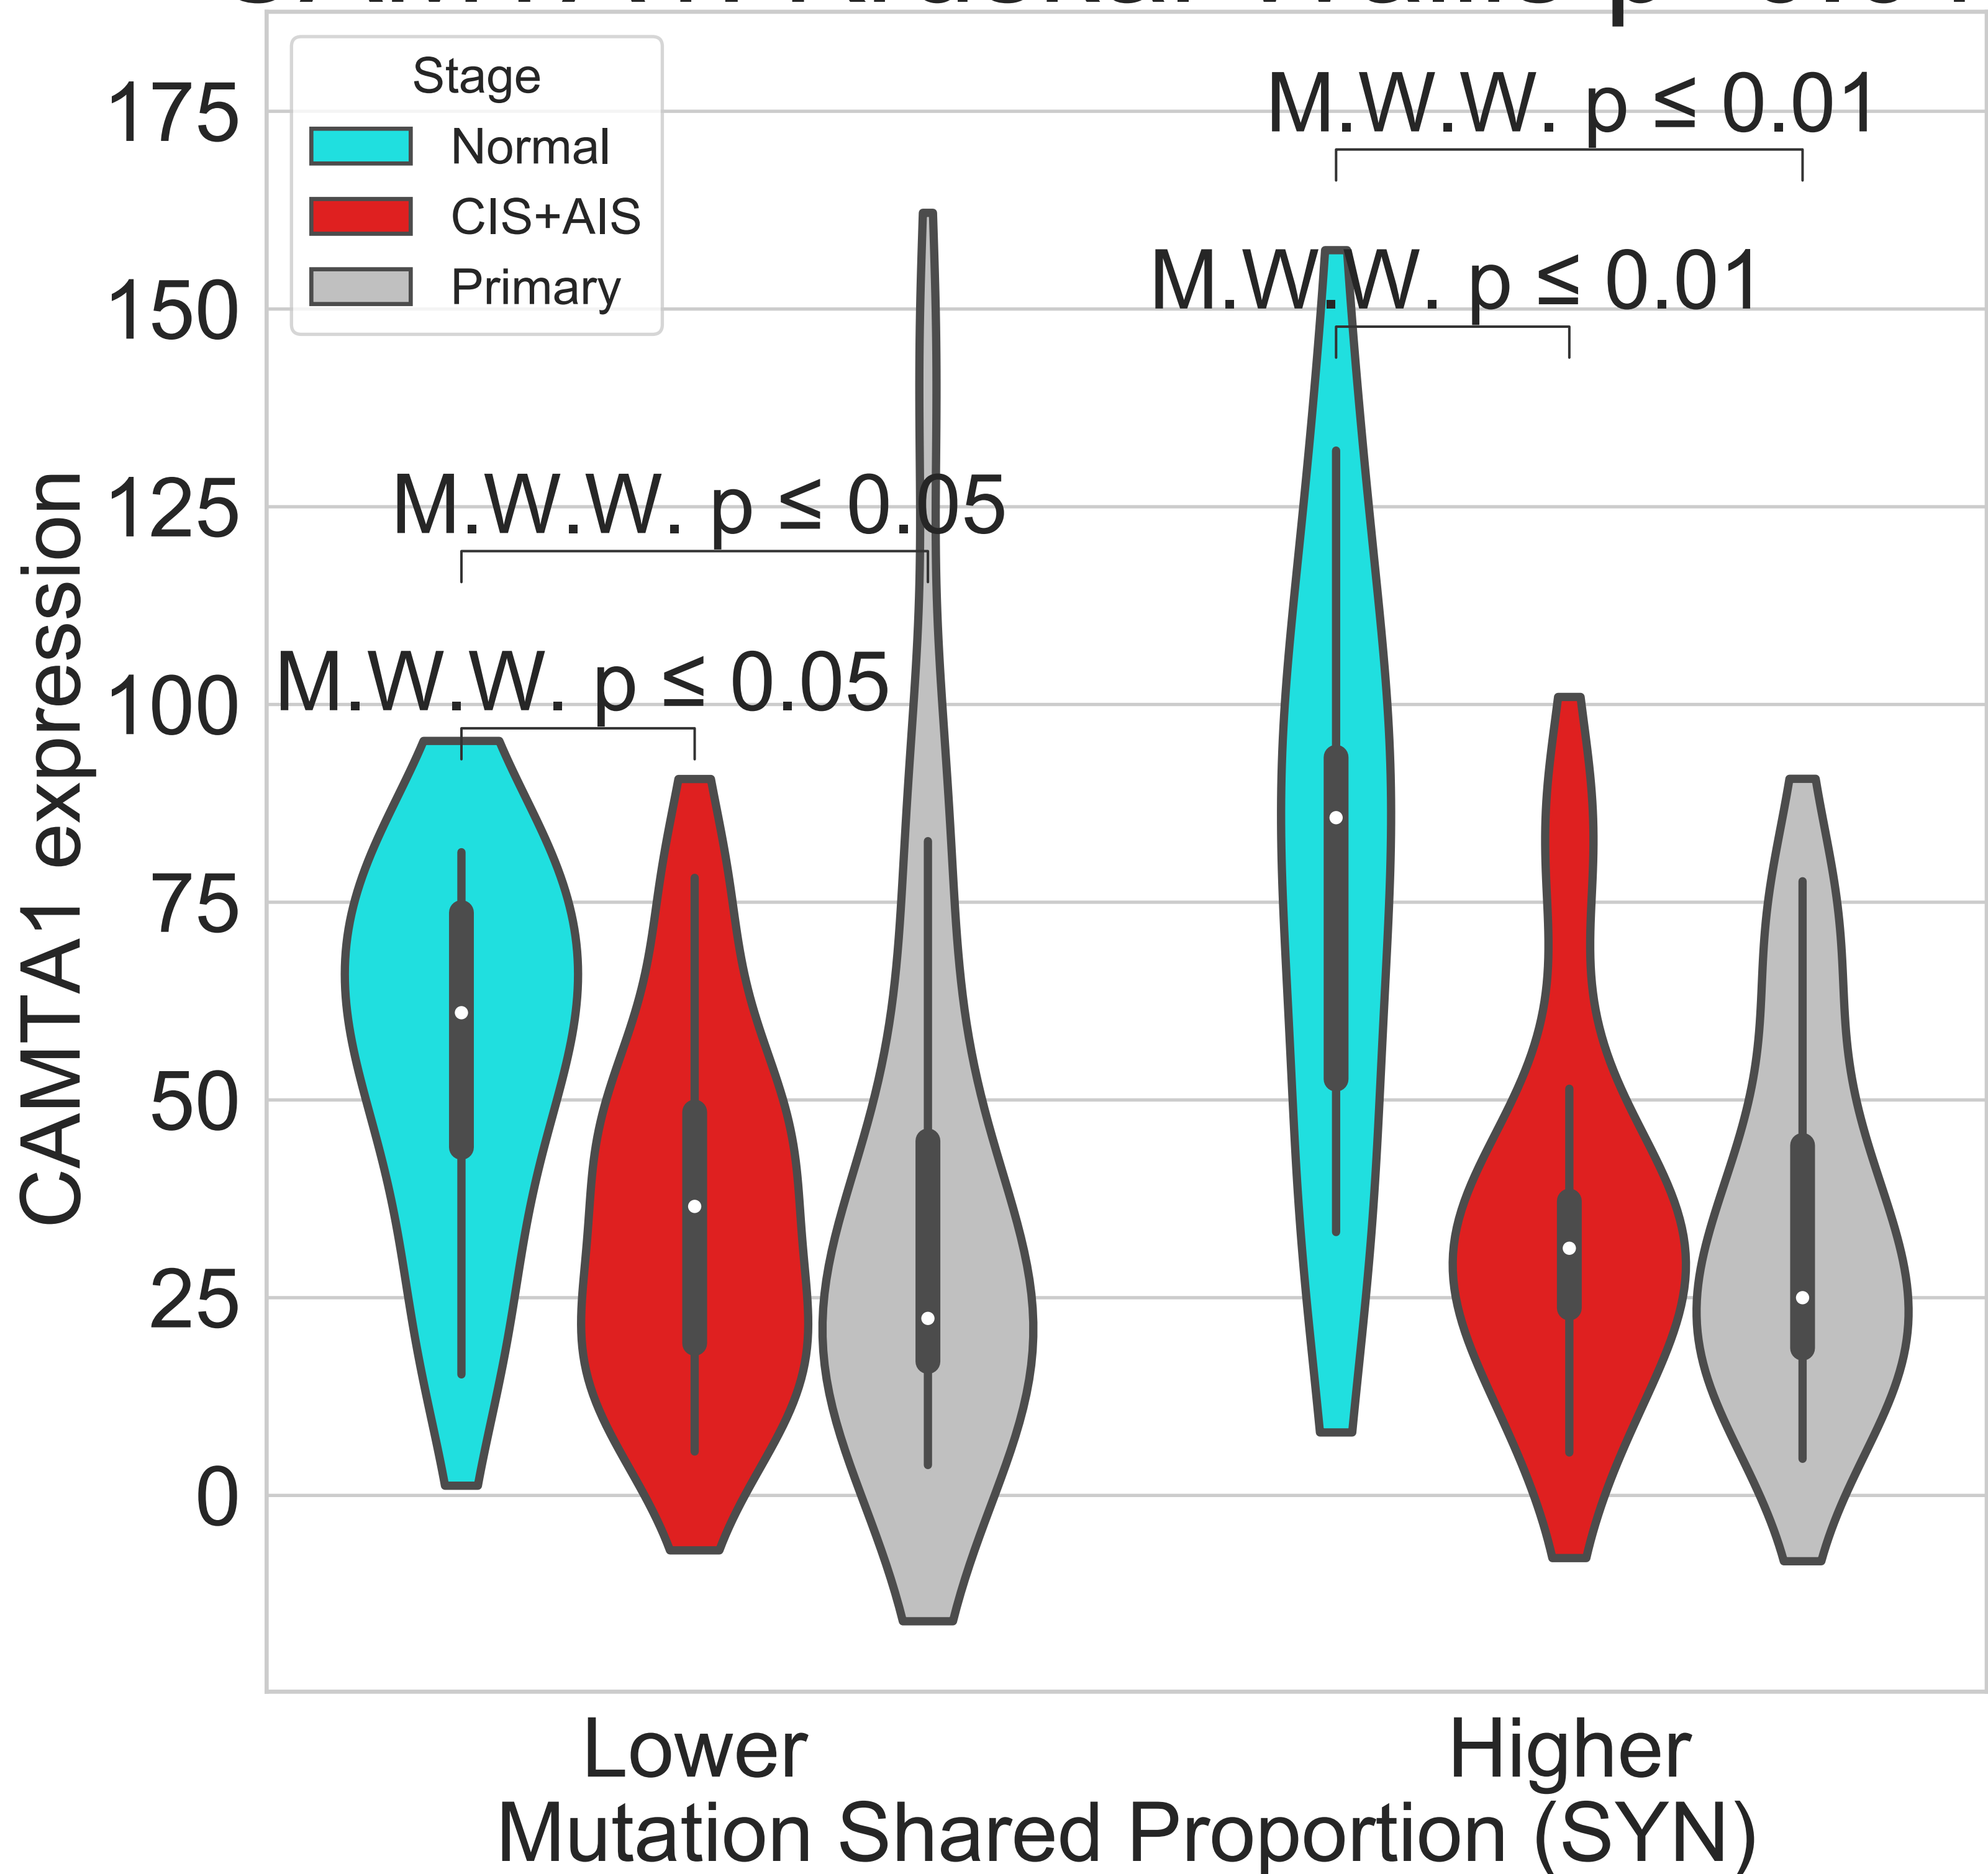 Stage
Normal
CIS+AIS
Primary
M.W.W. p ≤ 0.01
M.W.W. p ≤ 0.01
M.W.W. p ≤ 0.05
M.W.W. p ≤ 0.05
175
150
125
100
75
50
25
0
CAMTA1 expression
Lower
Higher
Mutation Shared Proportion (SYN)